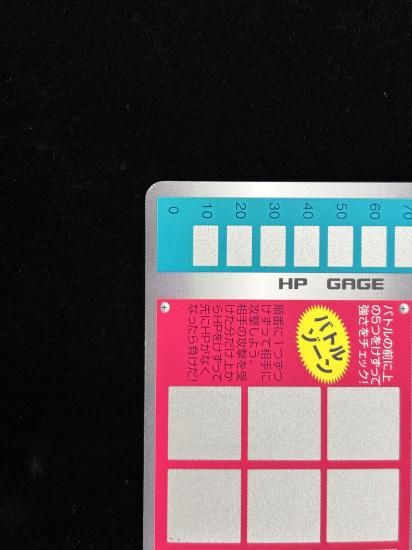 0
10
20
30
40
50
60
70
HP GAGE
バトルの前に上
の5つをけずって
強さをチェック!
バトル
ゾーン
順番に1つずつ
けずって相手に
攻撃しよう。
相手の攻撃を受
けた分だけ上か
らHPをけずって
先にHPがなく
なったら負けだ!